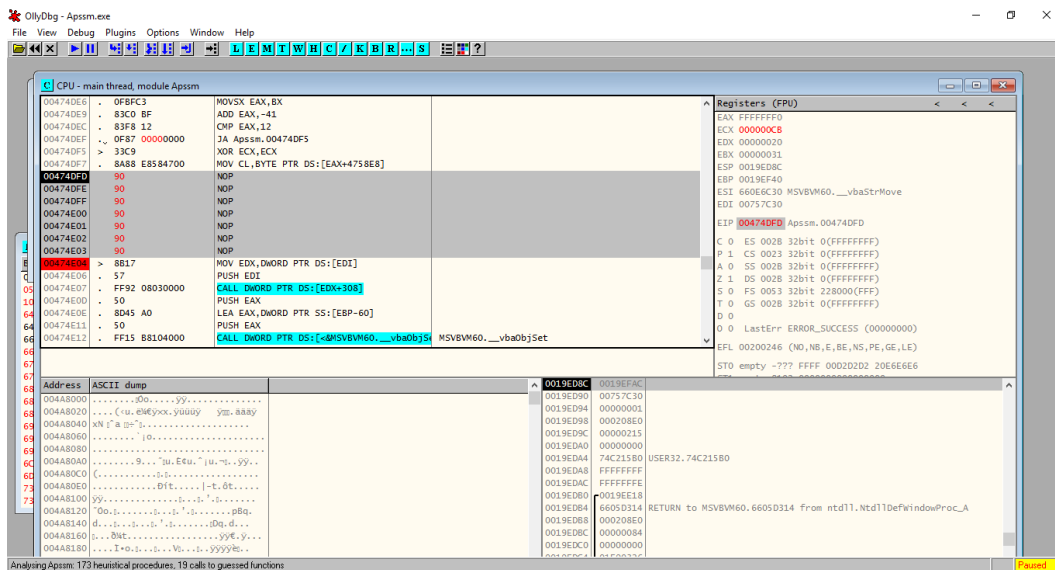 OllyDbg - Apssm.exe
File View Debug Plugins Options Window Help
L E M T W H C / K B R ... S ?
C CPU - main thread, module Apssm
00474DE6 . 0FBFC3 MOVSX EAX,BX
00474DE9 . 83C0 BF ADD EAX,-41
00474DEC . 83F8 12 CMP EAX,12
00474DEF . 0F87 00000000 JA Apssm.00474DF5
00474DF5 > 33C9 XOR ECX,ECX
00474DF7 . 8A88 E8584700 MOV CL,BYTE PTR DS:[EAX+4758E8]
00474DFD 90 NOP
00474DFE 90 NOP
00474DFF 90 NOP
00474E00 90 NOP
00474E01 90 NOP
00474E02 90 NOP
00474E03 90 NOP
00474E04 > 8B17 MOV EDX,DWORD PTR DS:[EDI]
00474E06 . 57 PUSH EDI
00474E07 . FF92 08030000 CALL DWORD PTR DS:[EDX+308]
00474E0D . 50 PUSH EAX
00474E0E . 8D45 A0 LEA EAX,DWORD PTR SS:[EBP-60]
00474E11 . 50 PUSH EAX
00474E12 . FF15 B8104000 CALL DWORD PTR DS:[<&MSVBVM60.__vbaObjSe MSVBVM60.__vbaObjSet
Registers (FPU) < < <
EAX FFFFFFF0
ECX 000000CB
EDX 00000020
EBX 00000031
ESP 0019ED8C
EBP 0019EF40
ESI 660E6C30 MSVBVM60.__vbaStrMove
EDI 00757C30
EIP 00474DFD Apssm.00474DFD
C 0 ES 002B 32bit 0(FFFFFFFF)
P 1 CS 0023 32bit 0(FFFFFFFF)
A 0 SS 002B 32bit 0(FFFFFFFF)
Z 1 DS 002B 32bit 0(FFFFFFFF)
S 0 FS 0053 32bit 228000(FFF)
T 0 GS 002B 32bit 0(FFFFFFFF)
D 0
O 0 LastErr ERROR_SUCCESS (00000000)
EFL 00200246 (NO,NB,E,BE,NS,PE,GE,LE)
ST0 empty -??? FFFF 00D2D2D2 20E6E6E6
Address ASCII dump
004A8000
004A8020
004A8040
004A8060
004A8080
004A80A0
004A80C0
004A80E0
004A8100
004A8120
004A8140
004A8160
004A8180
0019ED8C 0019EFAC
0019ED90 00757C30
0019ED94 00000001
0019ED98 000208E0
0019ED9C 00000215
0019EDA0 00000000
0019EDA4 74C215B0 USER32.74C215B0
0019EDA8 FFFFFFFF
0019EDAC FFFFFFFE
0019EDB0 0019EE18
0019EDB4 6605D314 RETURN to MSVBVM60.6605D314 from ntdll.NtdllDefWindowProc_A
0019EDB8 000208E0
0019EDBC 00000084
0019EDC0 00000000
Analysing Apssm: 173 heuristical procedures, 19 calls to guessed functions
Paused